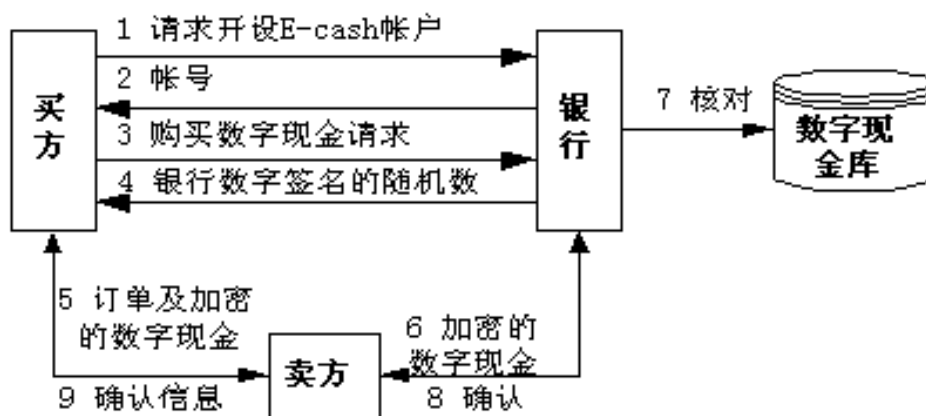 1 请求开设E-cash帐户
2 帐号
买方
3 购买数字现金请求
4 银行数字签名的随机数
银行
7 核对
数字现
金库
5 订单及加密
的数字现金
6 加密的
数字现金
卖方
9 确认信息
8 确认